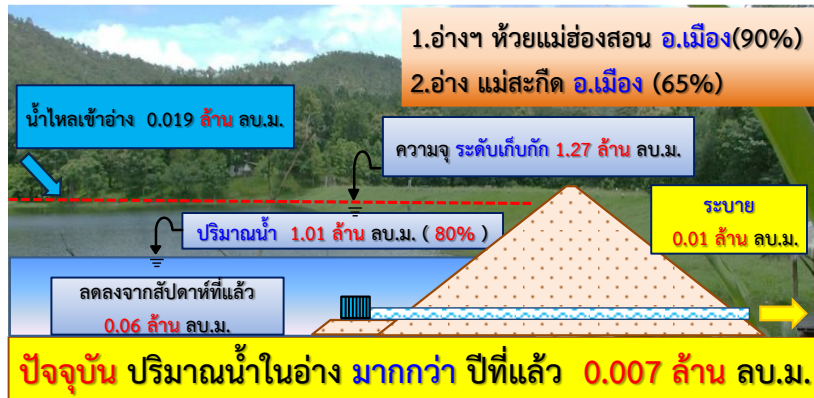 1.อ่างฯ ห้วยแม่ฮ่องสอน อ.เมือง(90%)
2.อ่าง แม่สะกืด อ.เมือง (65%)
น้ำไหลเข้าอ่าง 0.019 ล้าน ลบ.ม.
ความจุ ระดับเก็บกัก 1.27 ล้าน ลบ.ม.
ระบาย
0.01 ล้าน ลบ.ม.
ปริมาณน้ำ 1.01 ล้าน ลบ.ม. ( 80% )
ลดลงจากสัปดาห์ที่แล้ว
0.06 ล้าน ลบ.ม.
ปัจจุบัน ปริมาณน้ำในอ่าง มากกว่า ปีที่แล้ว 0.007 ล้าน ลบ.ม.